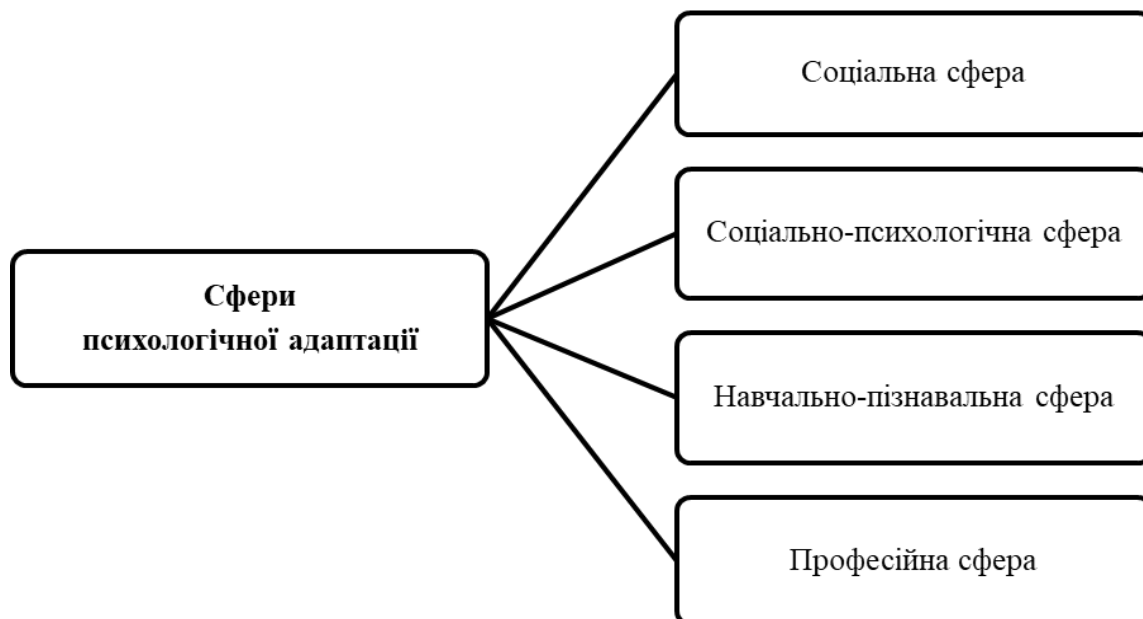 Сфери
психологічної адаптації
Соціальна сфера
Соціально-психологічна сфера
Навчально-пізнавальна сфера
Професійна сфера